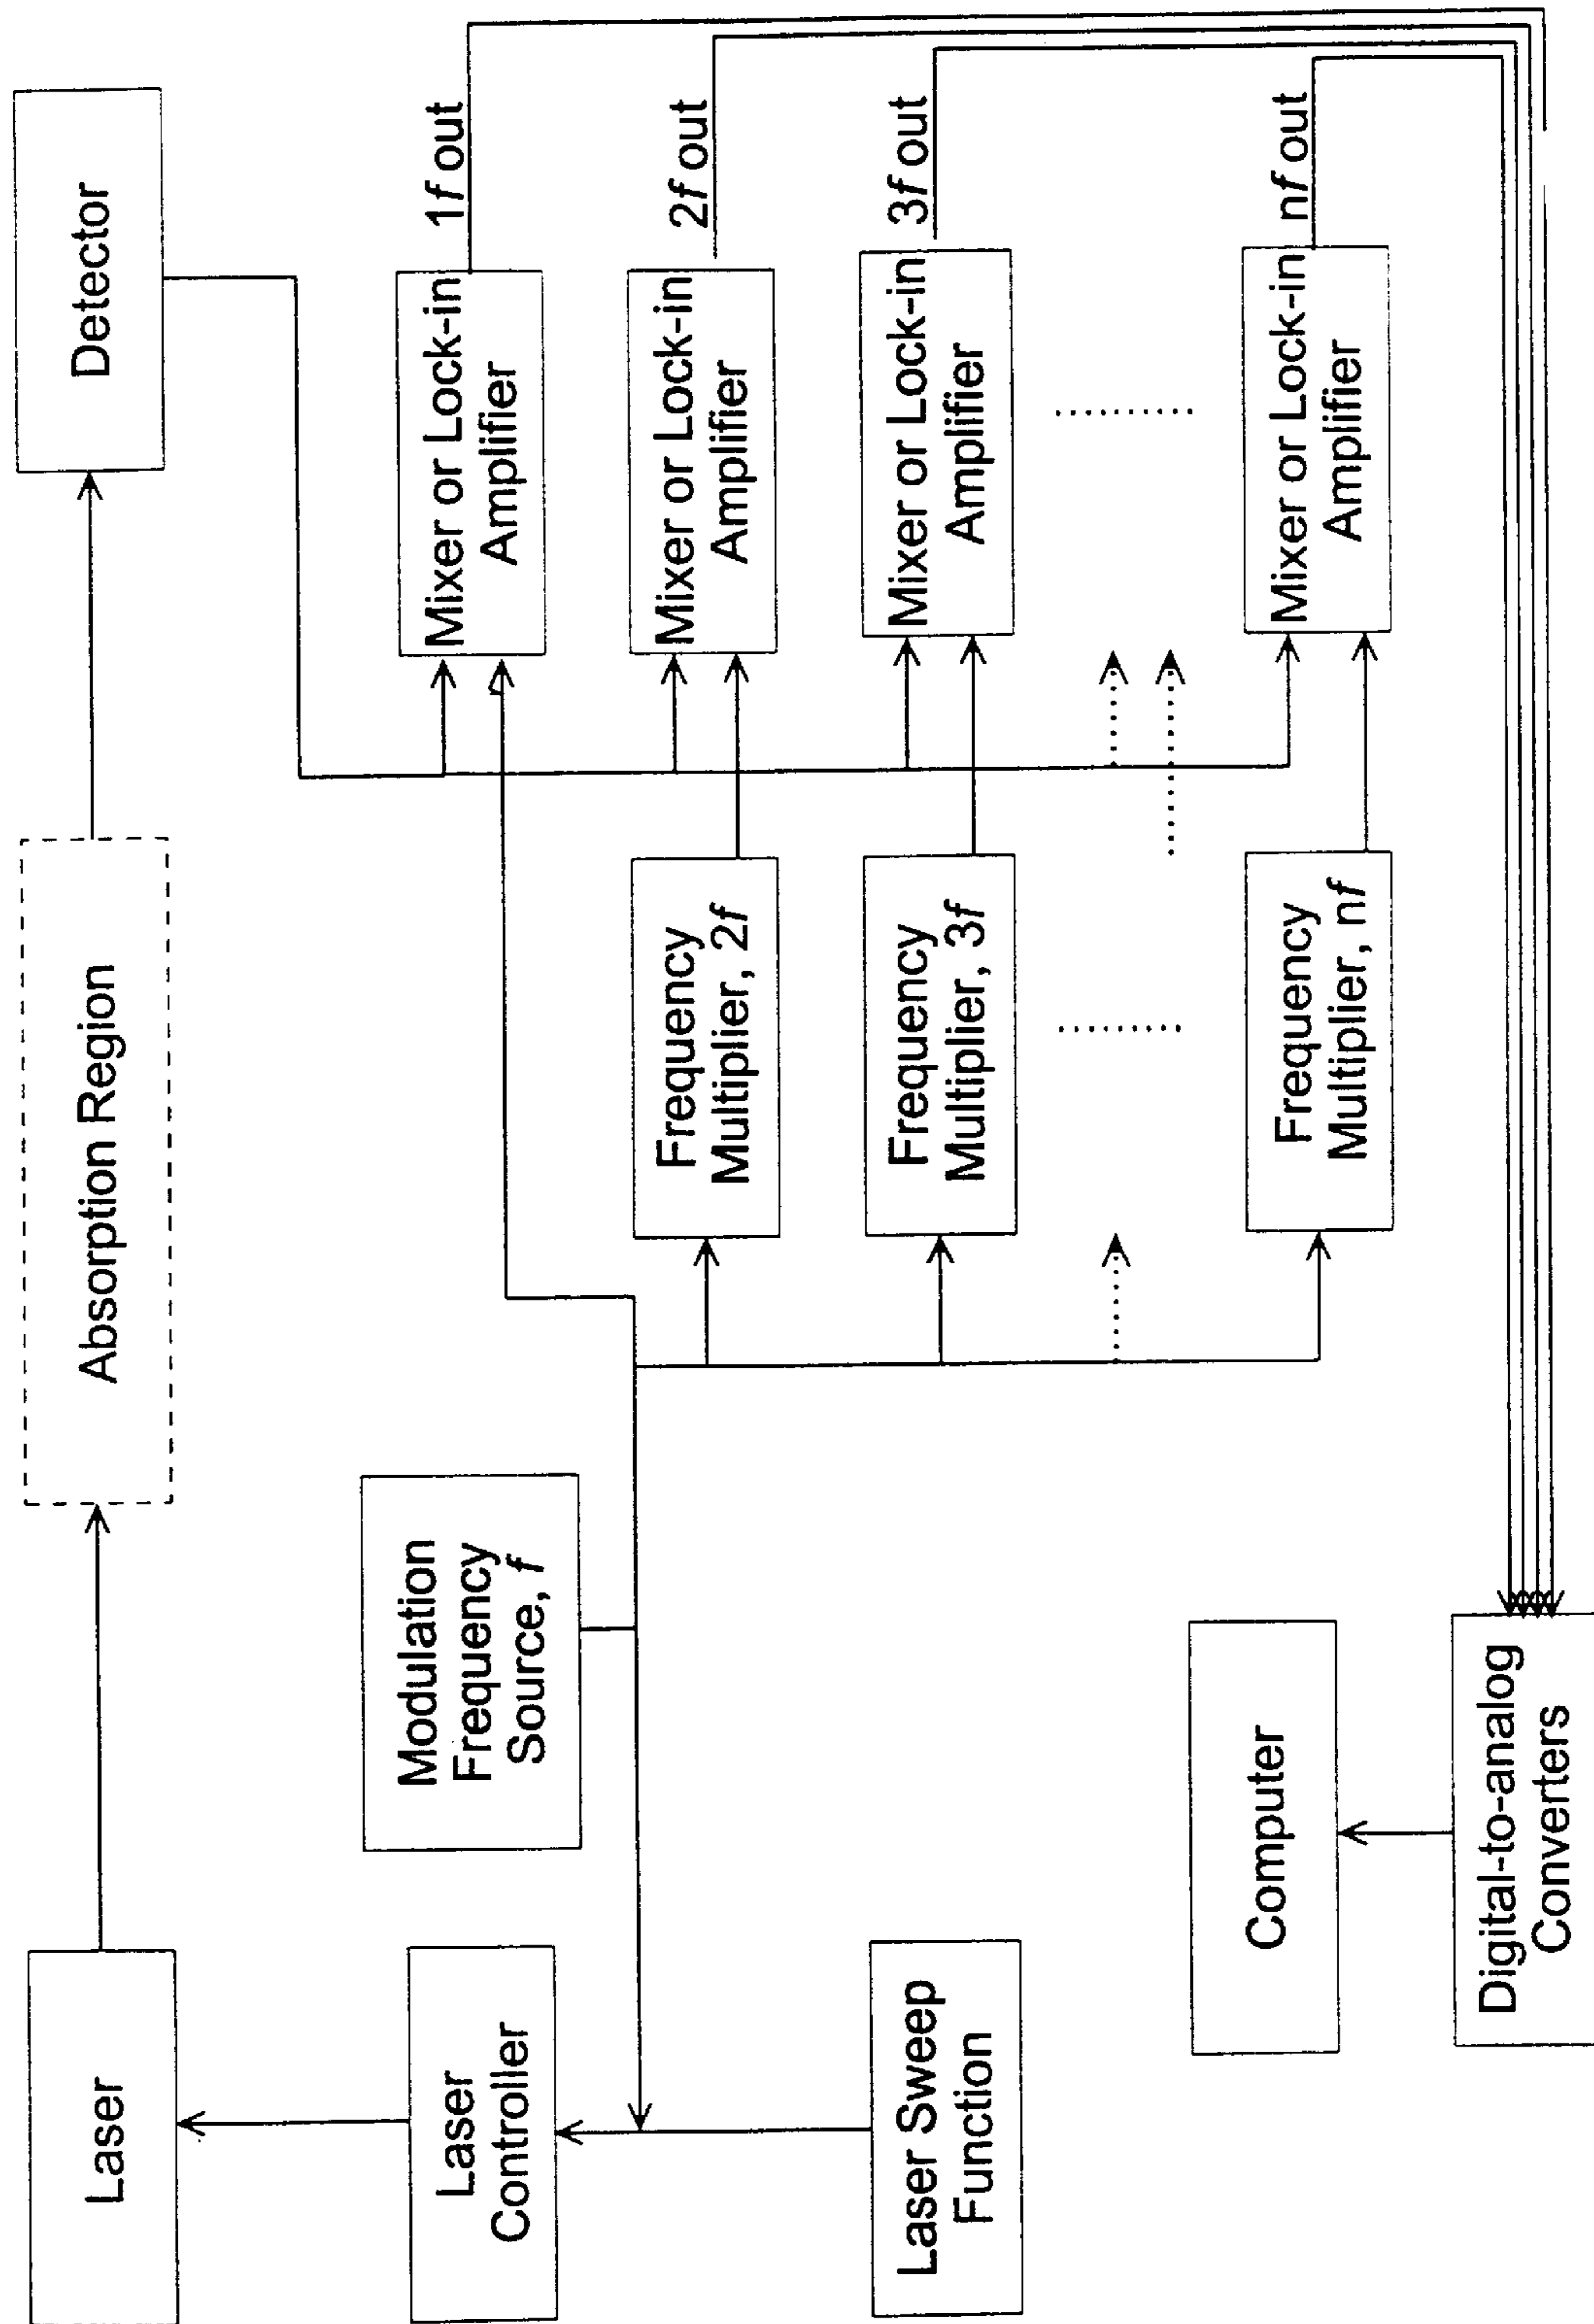 Laser
Absorption Region
Detector
Laser
Controller
Modulation
Frequency
Source, f
Mixer or Lock-in
Amplifier
1f out
Frequency
Multiplier, 2f
Mixer or Lock-in
Amplifier
2f out
Laser Sweep
Function
Frequency
Multiplier, 3f
Mixer or Lock-in
Amplifier
3f out
Computer
Frequency
Multiplier, nf
Mixer or Lock-in
Amplifier
nf out
Digital-to-analog
Converters